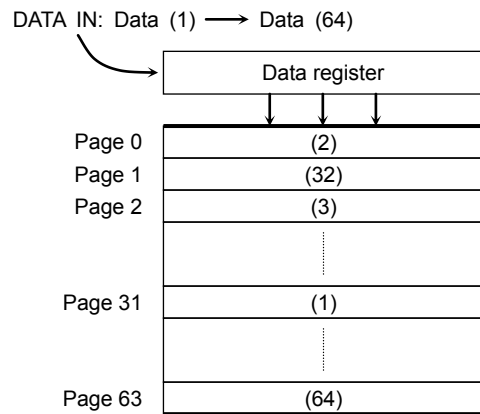 DATA IN: Data (1) Data (64)
Data register
Page 0 (2)
Page 1 (32)
Page 2 (3)
Page 31 (1)
Page 63 (64)